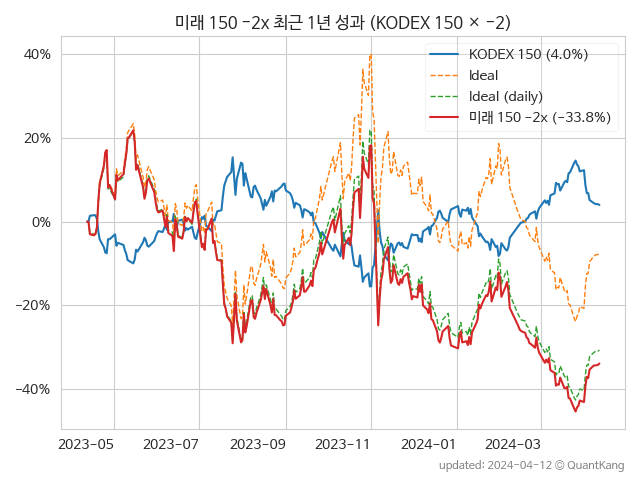 미래 150 −2x 최근 1년 성과 (KODEX 150 × −2)
KODEX 150 (4.0%)
Ideal
Ideal (daily)
미래 150 −2x (−33.8%)
40%
20%
0%
−20%
−40%
2023-05 2023-07 2023-09 2023-11 2024-01 2024-03
updated: 2024-04-12 © QuantKang